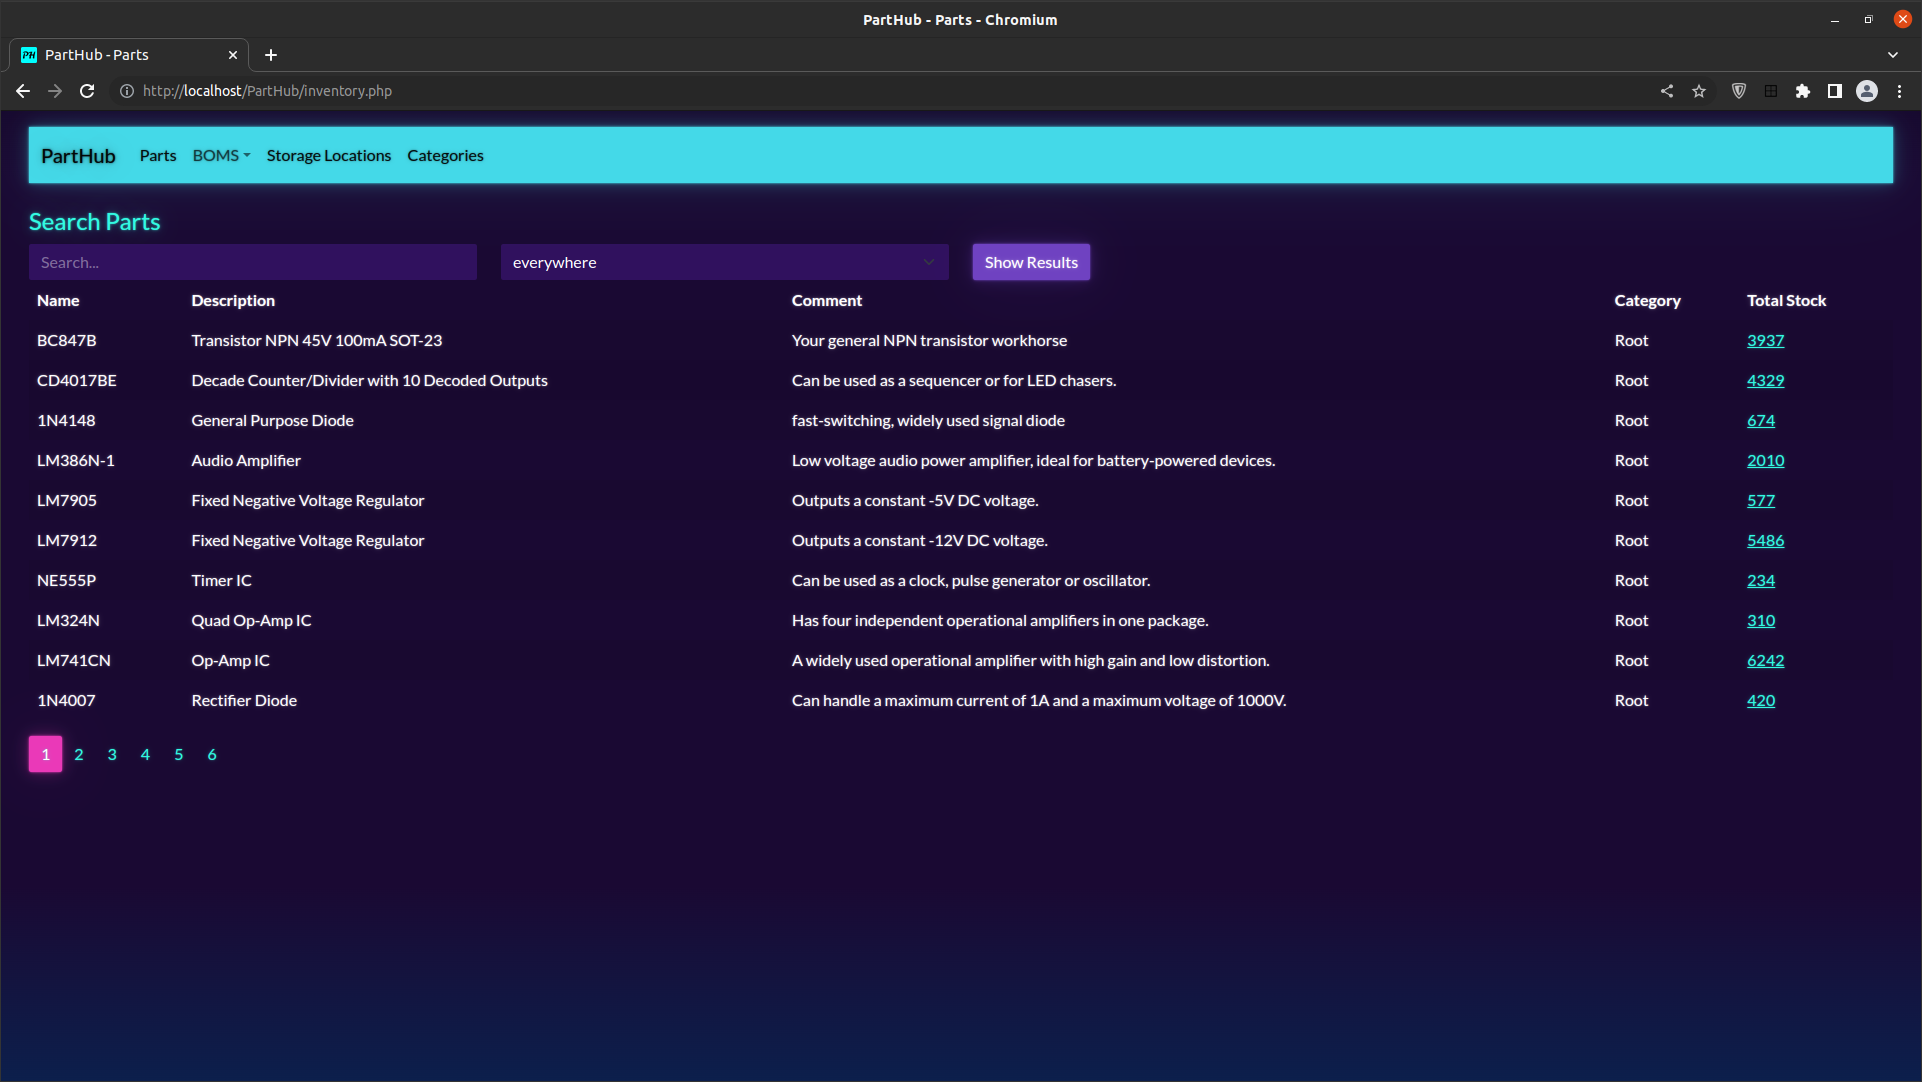 PartHub - Parts - Chromium
PH PartHub - Parts
http://localhost/PartHub/inventory.php
PartHub Parts BOMS Storage Locations Categories
Search Parts
Search... everywhere Show Results
Name Description Comment Category Total Stock
BC847B Transistor NPN 45V 100mA SOT-23 Your general NPN transistor workhorse Root 3937
CD4017BE Decade Counter/Divider with 10 Decoded Outputs Can be used as a sequencer or for LED chasers. Root 4329
1N4148 General Purpose Diode fast-switching, widely used signal diode Root 674
LM386N-1 Audio Amplifier Low voltage audio power amplifier, ideal for battery-powered devices. Root 2010
LM7905 Fixed Negative Voltage Regulator Outputs a constant -5V DC voltage. Root 577
LM7912 Fixed Negative Voltage Regulator Outputs a constant -12V DC voltage. Root 5486
NE555P Timer IC Can be used as a clock, pulse generator or oscillator. Root 234
LM324N Quad Op-Amp IC Has four independent operational amplifiers in one package. Root 310
LM741CN Op-Amp IC A widely used operational amplifier with high gain and low distortion. Root 6242
1N4007 Rectifier Diode Can handle a maximum current of 1A and a maximum voltage of 1000V. Root 420
1 2 3 4 5 6